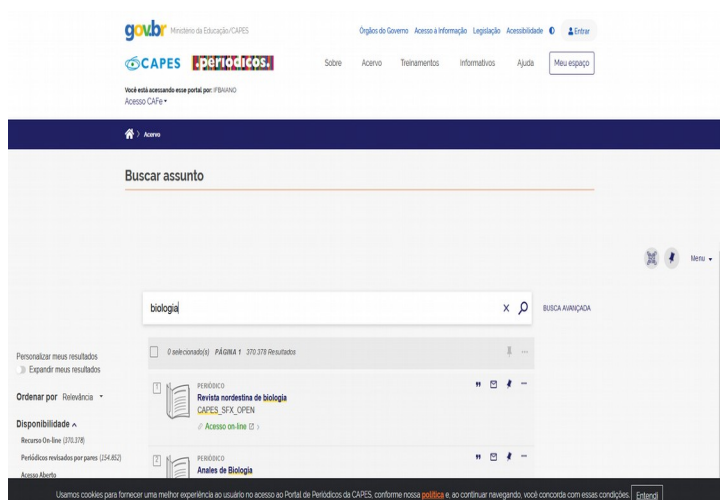 gov.br Ministério da Educação/CAPES Órgãos do Governo Acesso à Informação Legislação Acessibilidade Entrar
CAPES .periódicos. Sobre Acervo Treinamentos Informativos Ajuda Meu espaço
Você está acessando esse portal por: IFBAIANO
Acesso CAFe
Acervo
Buscar assunto
Menu
biologia X BUSCA AVANÇADA
0 selecionado(s) PÁGINA 1 370.378 Resultados
Personalizar meus resultados
Expandir meus resultados
Ordenar por Relevância
Disponibilidade
Recurso On-line (370.378)
Periódicos revisados por pares (154.852)
Acesso Aberto
1 PERIÓDICO
Revista nordestina de biologia
CAPES_SFX_OPEN
Acesso on-line
2 PERIÓDICO
Anales de Biología
Usamos cookies para fornecer uma melhor experiência ao usuário no acesso ao Portal de Periódicos da CAPES, conforme nossa política e, ao continuar navegando, você concorda com essas condições. Entendi